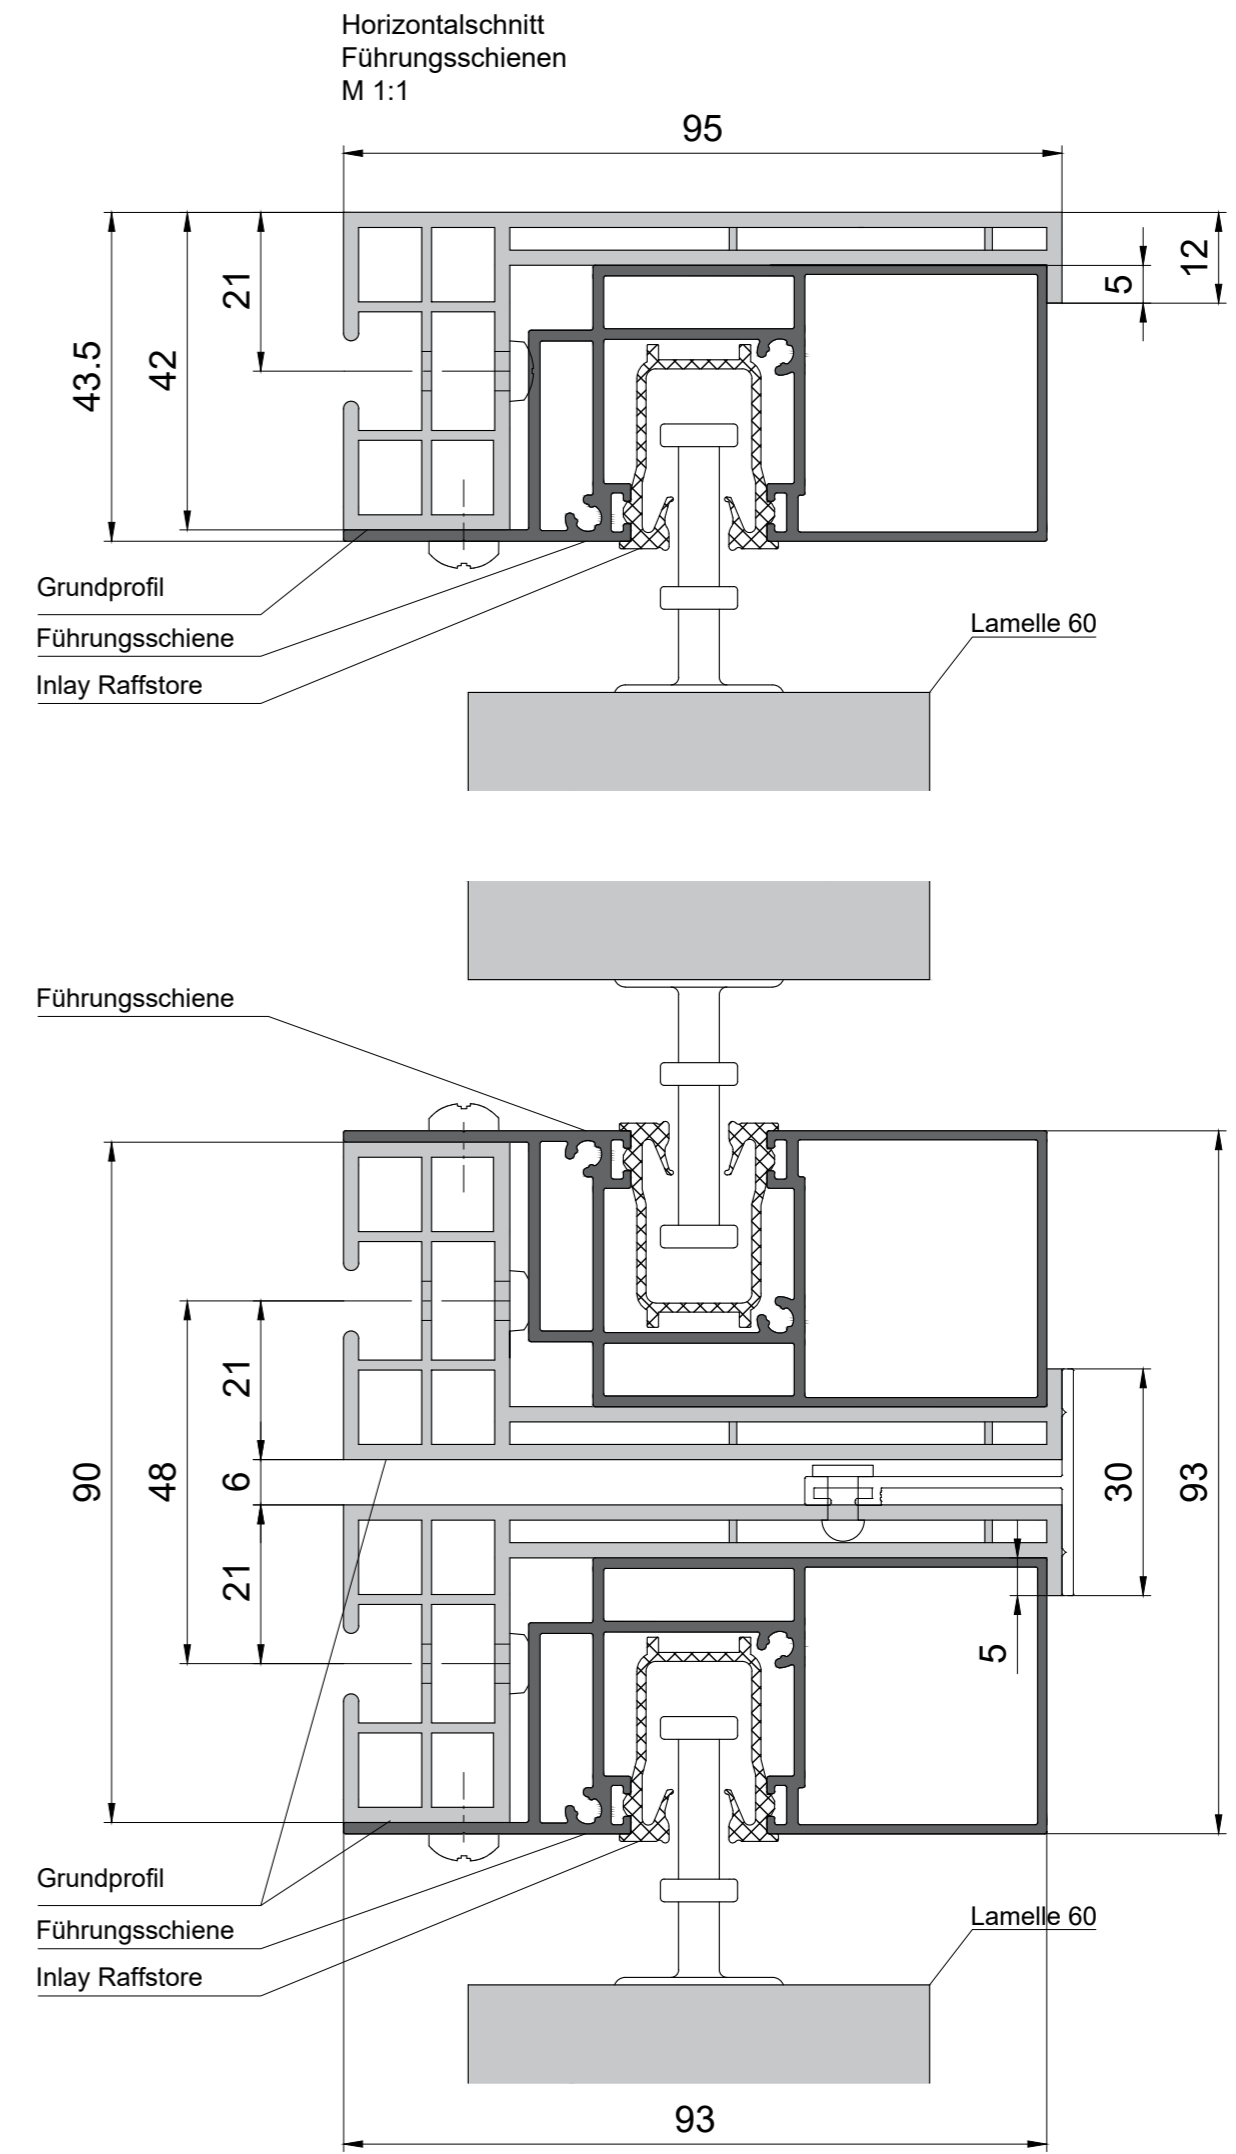 Horizontalschnitt
Führungsschienen
M 1:1
95
43.5
42
21
5
12
Grundprofil
Führungsschiene
Inlay Raffstore
Lamelle 60
Führungsschiene
90
48
21
6
21
30
93
5
Grundprofil
Führungsschiene
Inlay Raffstore
Lamelle 60
93